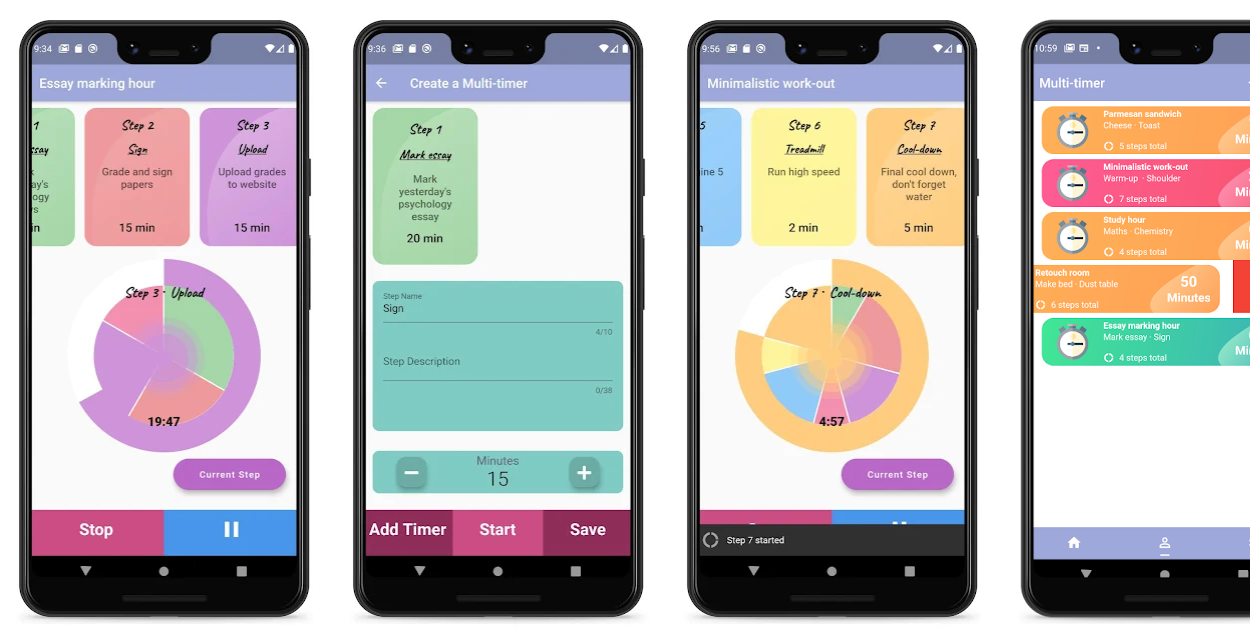 9:34
Essay marking hour
1
ssay
k
ay's
ogy
ys
in
Step 2
Sign
Grade and sign
papers
15 min
Step 3
Upload
Upload grades
to website
15 min
Step 3 · Upload
19:47
Current Step
Stop
9:36
Create a Multi-timer
Step 1
Mark essay
Mark
yesterday's
psychology
essay
20 min
Step Name
Sign
4/10
Step Description
0/38
Minutes
15
Add Timer
Start
Save
9:56
Minimalistic work-out
5
ine 5
Step 6
Treadmill
Run high speed
2 min
Step 7
Cool-down
Final cool down,
don't forget
water
5 min
Step 7 · Cool-down
4:57
Current Step
Step 7 started
10:59
Multi-timer
Parmesan sandwich
Cheese · Toast
5 steps total
Mi
Minimalistic work-out
Warm-up · Shoulder
7 steps total
Mi
Study hour
Maths · Chemistry
4 steps total
Mi
Retouch room
Make bed · Dust table
6 steps total
50
Minutes
Essay marking hour
Mark essay · Sign
4 steps total
Mi